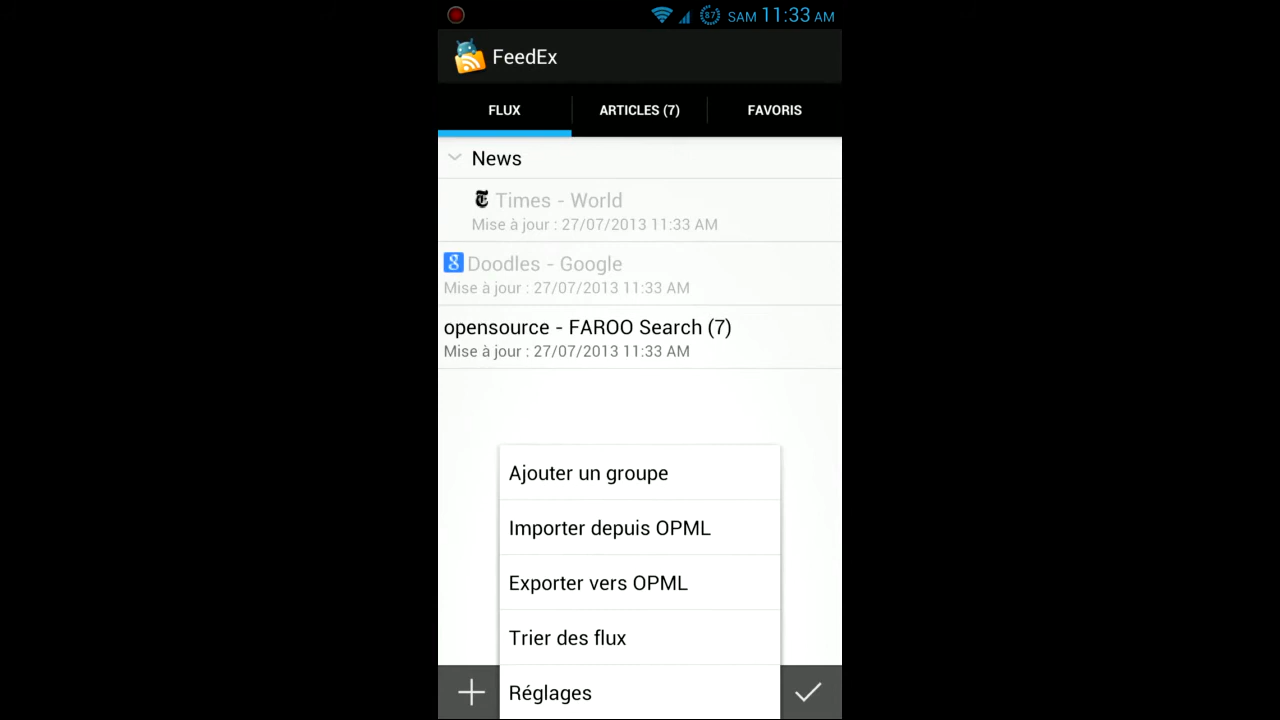 87 SAM 11:33 AM
FeedEx
FLUX ARTICLES (7) FAVORIS
News
Times - World
Mise à jour : 27/07/2013 11:33 AM
Doodles - Google
Mise à jour : 27/07/2013 11:33 AM
opensource - FAROO Search (7)
Mise à jour : 27/07/2013 11:33 AM
Ajouter un groupe
Importer depuis OPML
Exporter vers OPML
Trier des flux
Réglages